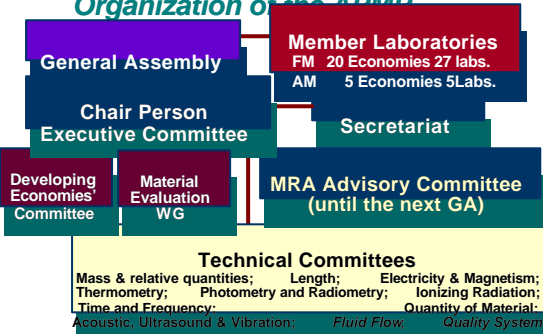 Organization of the APMP
General Assembly
Member Laboratories
FM 20 Economies 27 labs.
AM 5 Economies 5Labs.
Chair Person
Executive Committee
Secretariat
Developing
Economies'
Committee
Material
Evaluation
WG
MRA Advisory Committee
(until the next GA)
Technical Committees
Mass & relative quantities; Length; Electricity & Magnetism;
Thermometry; Photometry and Radiometry; Ionizing Radiation;
Time and Frequency; Quantity of Material;
Acoustic, Ultrasound & Vibration; Fluid Flow Quality System